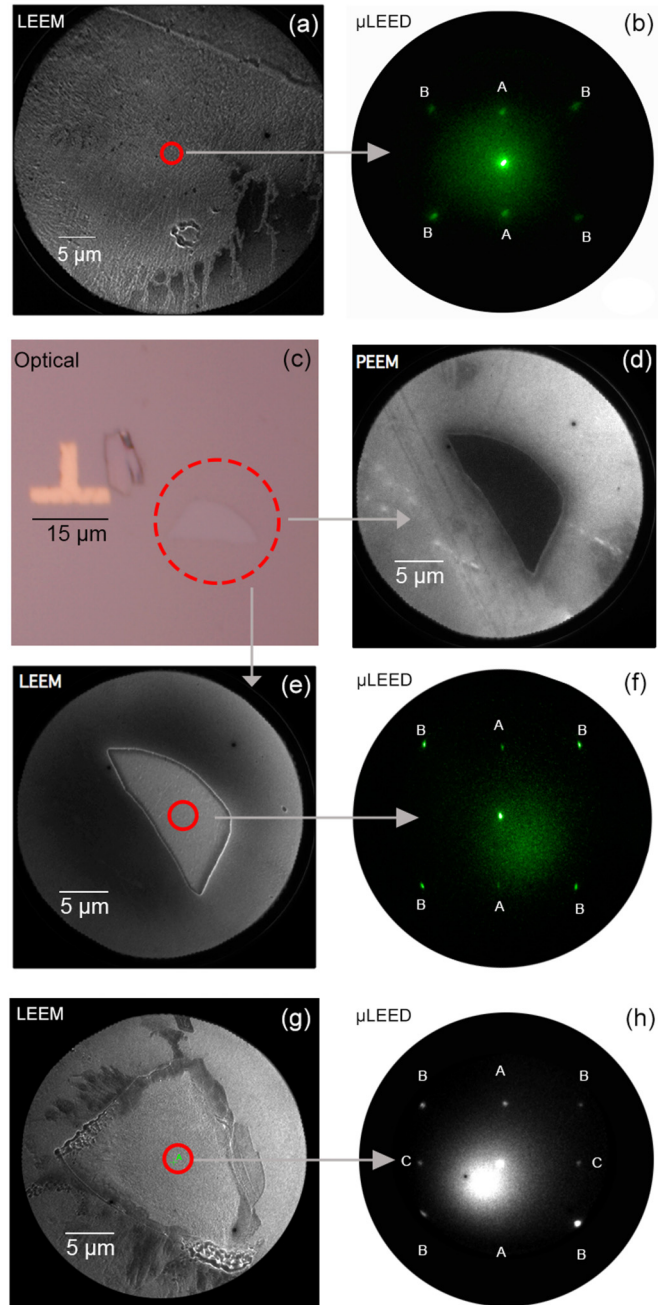 LEEM
(a)
5 µm
µLEED
(b)
B
A
B
B
A
B
Optical
(c)
15 µm
PEEM
(d)
5 µm
LEEM
(e)
5 µm
µLEED
(f)
B
A
B
B
A
B
LEEM
(g)
5 µm
µLEED
(h)
B
A
B
C
C
B
A
B